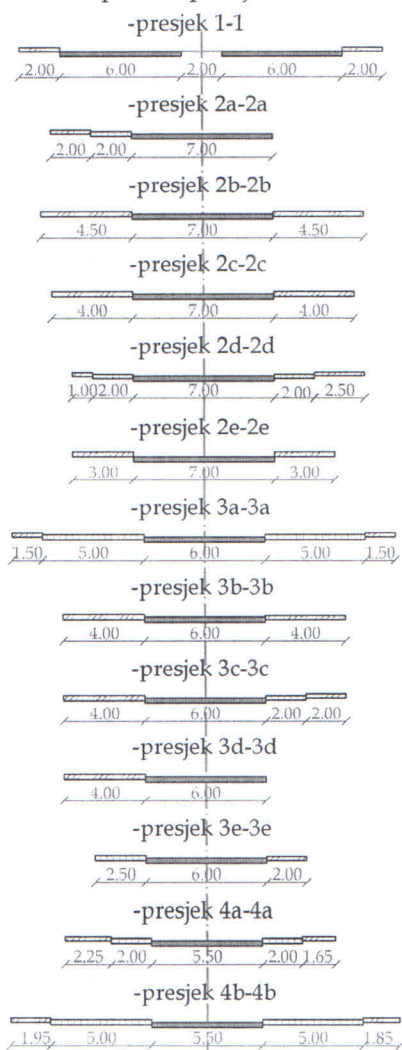 -presjek 1-1
2.00 6.00 2.00 6.00 2.00
-presjek 2a-2a
2.00 2.00 7.00
-presjek 2b-2b
4.50 7.00 4.50
-presjek 2c-2c
4.00 7.00 4.00
-presjek 2d-2d
1.00 2.00 7.00 2.00 2.50
-presjek 2e-2e
3.00 7.00 3.00
-presjek 3a-3a
1.50 5.00 6.00 5.00 1.50
-presjek 3b-3b
4.00 6.00 4.00
-presjek 3c-3c
4.00 6.00 2.00 2.00
-presjek 3d-3d
4.00 6.00
-presjek 3e-3e
2.50 6.00 2.00
-presjek 4a-4a
2.25 2.00 5.50 2.00 1.65
-presjek 4b-4b
1.95 5.00 5.50 5.00 1.85